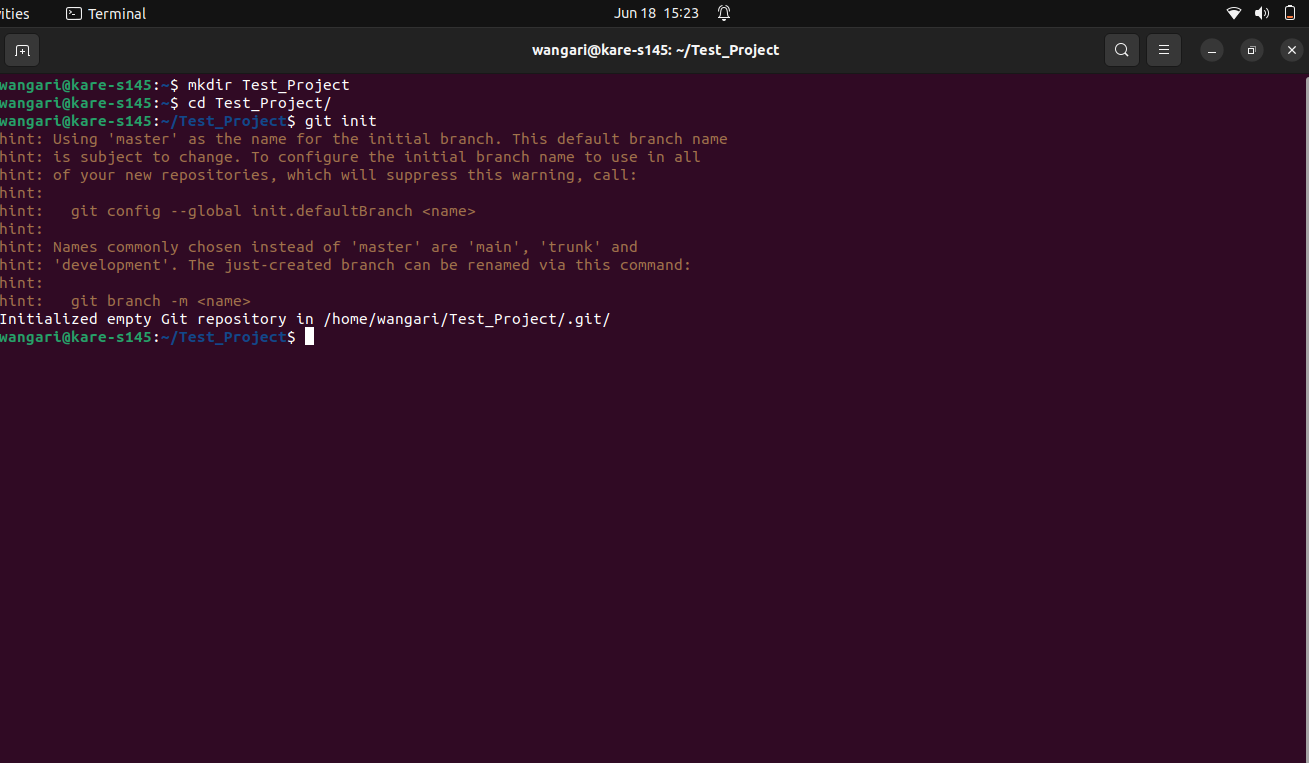 ities
Terminal
Jun 18 15:23
wangari@kare-s145: ~/Test_Project
wangari@kare-s145:~$ mkdir Test_Project
wangari@kare-s145:~$ cd Test_Project/
wangari@kare-s145:~/Test_Project$ git init
hint: Using 'master' as the name for the initial branch. This default branch name
hint: is subject to change. To configure the initial branch name to use in all
hint: of your new repositories, which will suppress this warning, call:
hint:
hint:   git config --global init.defaultBranch <name>
hint:
hint: Names commonly chosen instead of 'master' are 'main', 'trunk' and
hint: 'development'. The just-created branch can be renamed via this command:
hint:
hint:   git branch -m <name>
Initialized empty Git repository in /home/wangari/Test_Project/.git/
wangari@kare-s145:~/Test_Project$